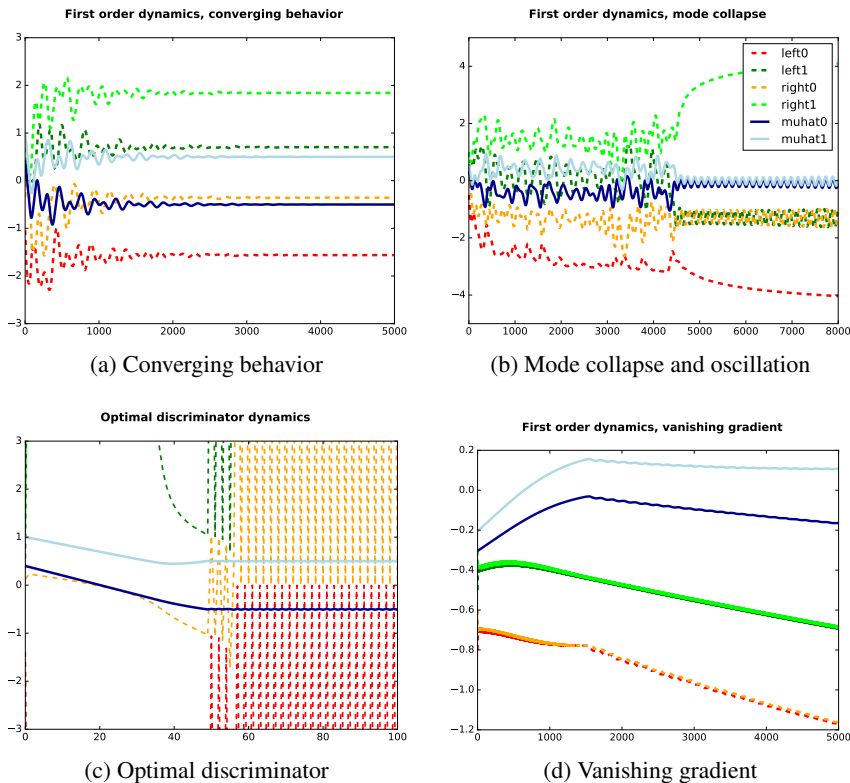 First order dynamics, converging behavior
3
2
1
0
−1
−2
−3
0 1000 2000 3000 4000 5000
(a) Converging behavior
First order dynamics, mode collapse
4
2
0
−2
−4
left0
left1
right0
right1
muhat0
muhat1
0 1000 2000 3000 4000 5000 6000 7000 8000
(b) Mode collapse and oscillation
Optimal discriminator dynamics
3
2
1
0
−1
−2
−3
0 20 40 60 80 100
(c) Optimal discriminator
First order dynamics, vanishing gradient
0.2
0.0
−0.2
−0.4
−0.6
−0.8
−1.0
−1.2
0 1000 2000 3000 4000 5000
(d) Vanishing gradient